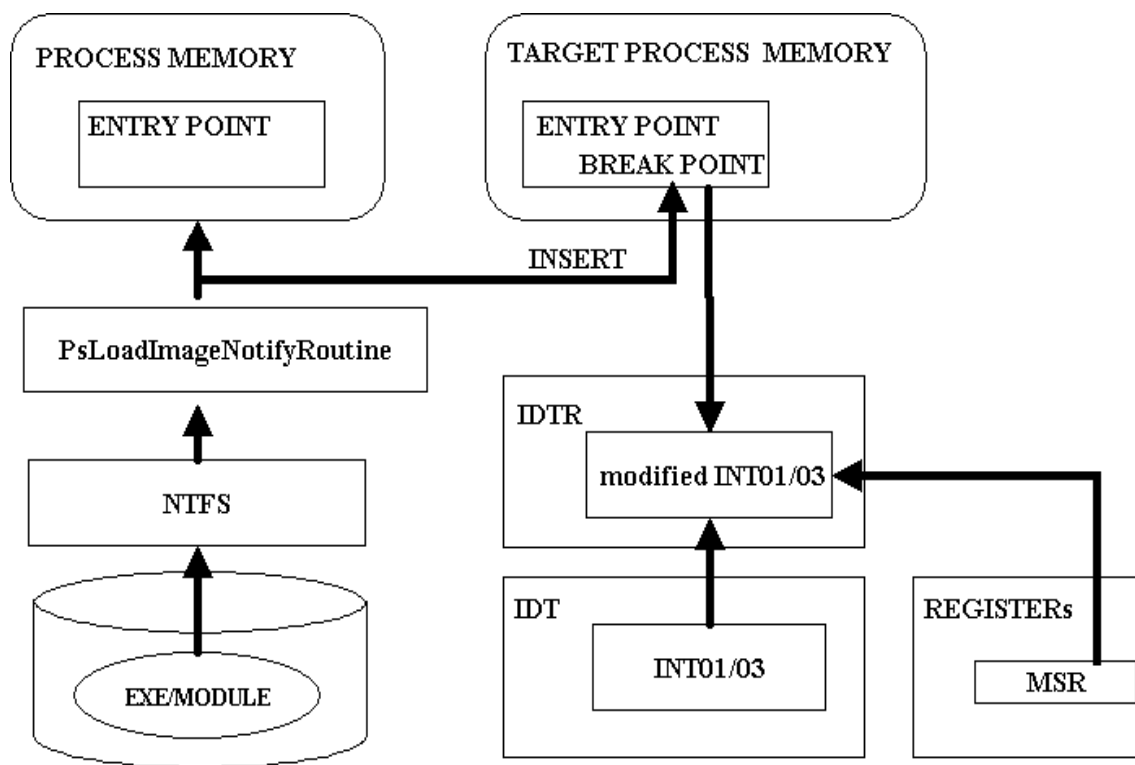 PROCESS MEMORY
ENTRY POINT
TARGET PROCESS MEMORY
ENTRY POINT
BREAK POINT
INSERT
PsLoadImageNotifyRoutine
IDTR
modified INT01/03
NTFS
IDT
INT01/03
REGISTERs
MSR
EXE/MODULE